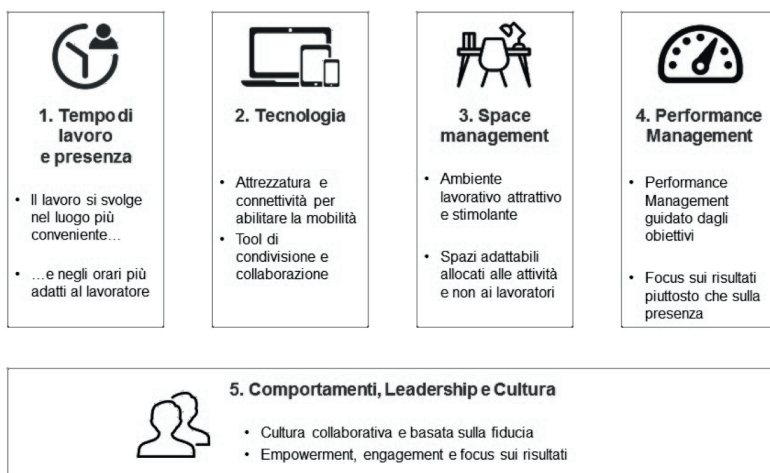 1. Tempo di
lavoro
e presenza
• Il lavoro si svolge
nel luogo più
conveniente…
• …e negli orari più
adatti al lavoratore
2. Tecnologia
• Attrezzatura e
connettività per
abilitare la mobilità
• Tool di
condivisione e
collaborazione
3. Space
management
• Ambiente
lavorativo attrattivo
e stimolante
• Spazi adattabili
allocati alle attività
e non ai lavoratori
4. Performance
Management
• Performance
Management
guidato dagli
obiettivi
• Focus sui risultati
piuttosto che sulla
presenza
5. Comportamenti, Leadership e Cultura
• Cultura collaborativa e basata sulla fiducia
• Empowerment, engagement e focus sui risultati